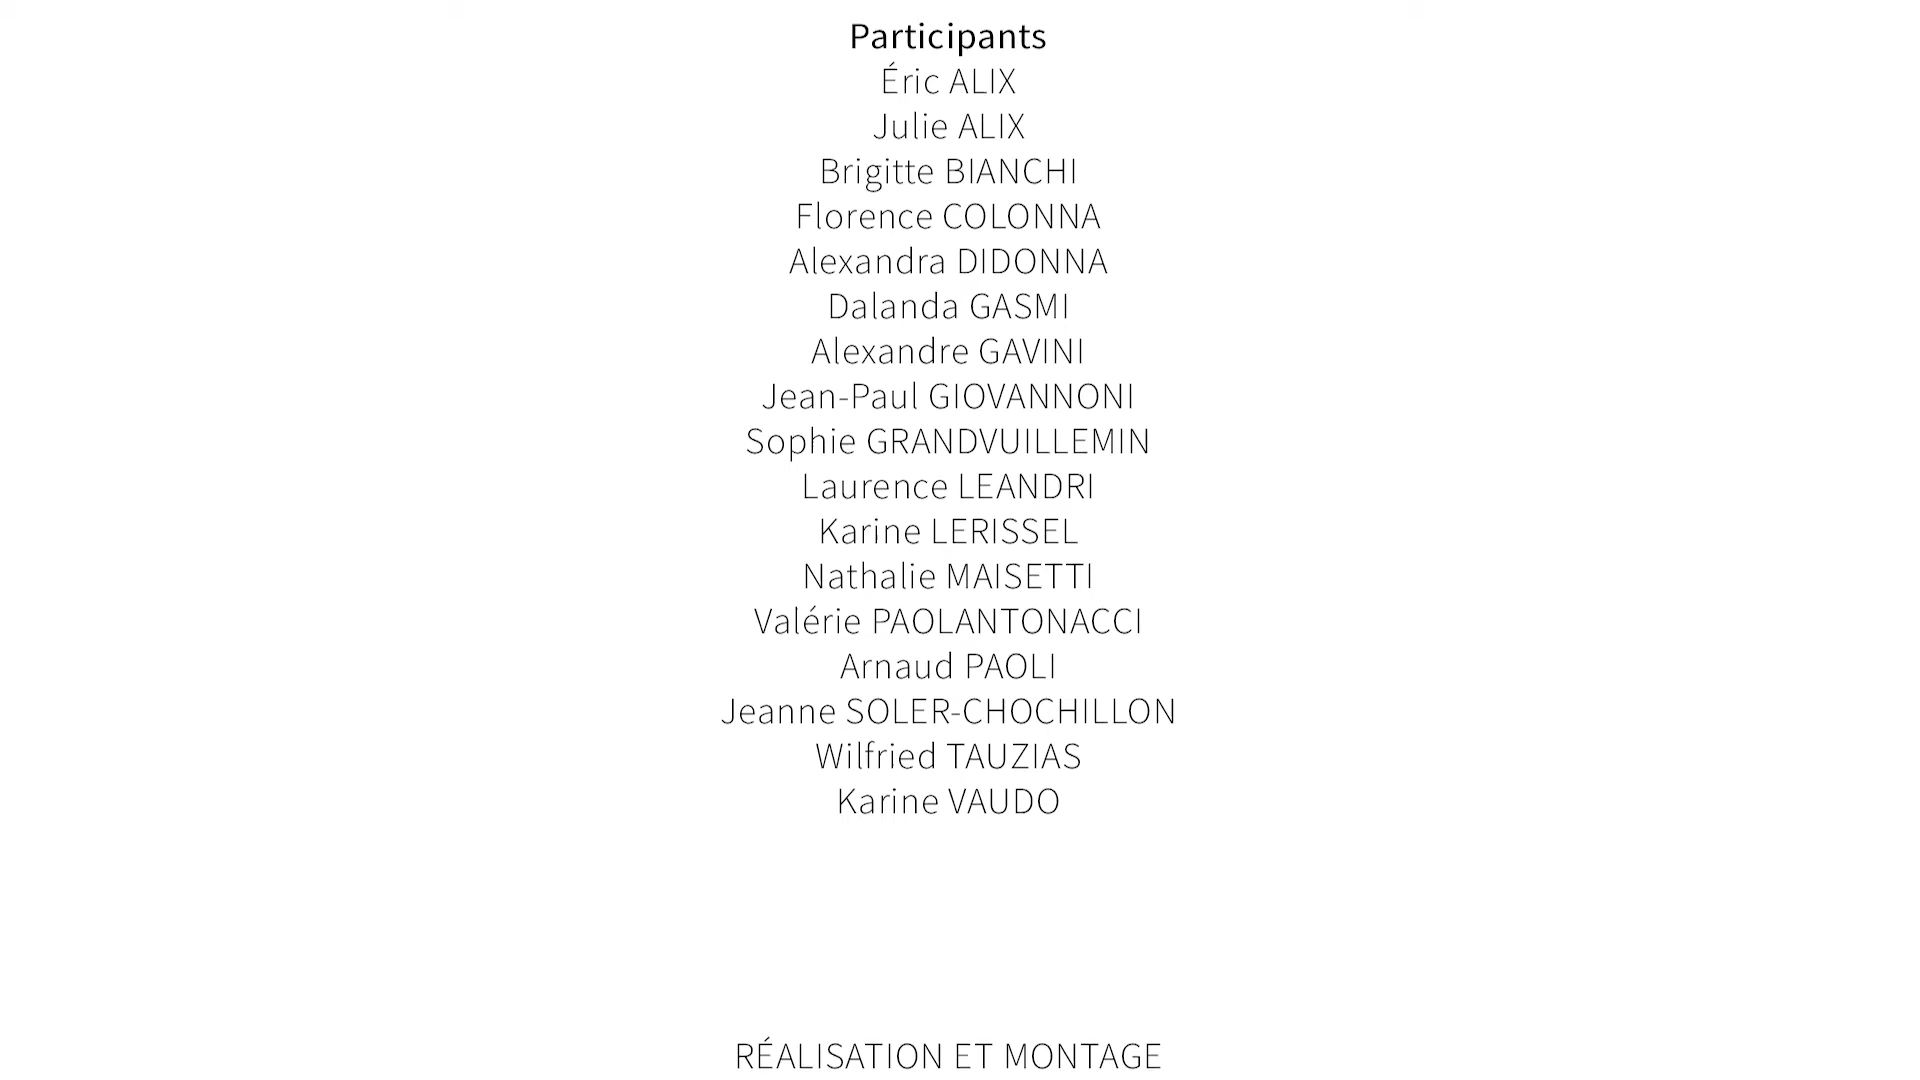 Participants
Éric ALIX
Julie ALIX
Brigitte BIANCHI
Florence COLONNA
Alexandra DIDONNA
Dalanda GASMI
Alexandre GAVINI
Jean-Paul GIOVANNONI
Sophie GRANDVUILLEMIN
Laurence LEANDRI
Karine LERISSEL
Nathalie MAISETTI
Valérie PAOLANTONACCI
Arnaud PAOLI
Jeanne SOLER-CHOCHILLON
Wilfried TAUZIAS
Karine VAUDO
RÉALISATION ET MONTAGE